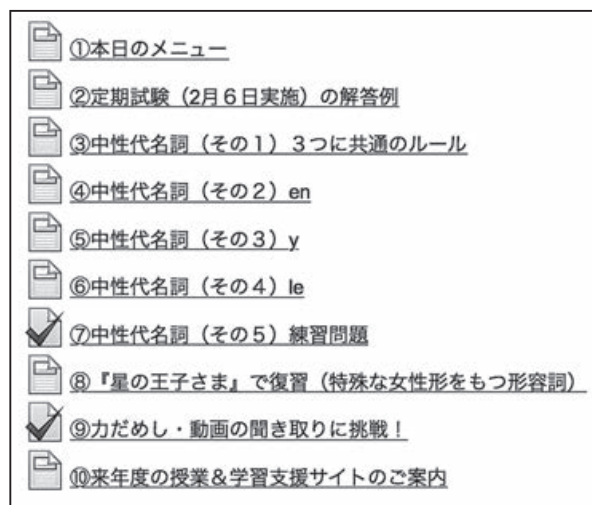 ①本日のメニュー
②定期試験（2月６日実施）の解答例
③中性代名詞（その１）３つに共通のルール
④中性代名詞（その２）en
⑤中性代名詞（その３）y
⑥中性代名詞（その４）le
⑦中性代名詞（その５）練習問題
⑧『星の王子さま』で復習（特殊な女性形をもつ形容詞）
⑨力だめし・動画の聞き取りに挑戦！
⑩来年度の授業＆学習支援サイトのご案内